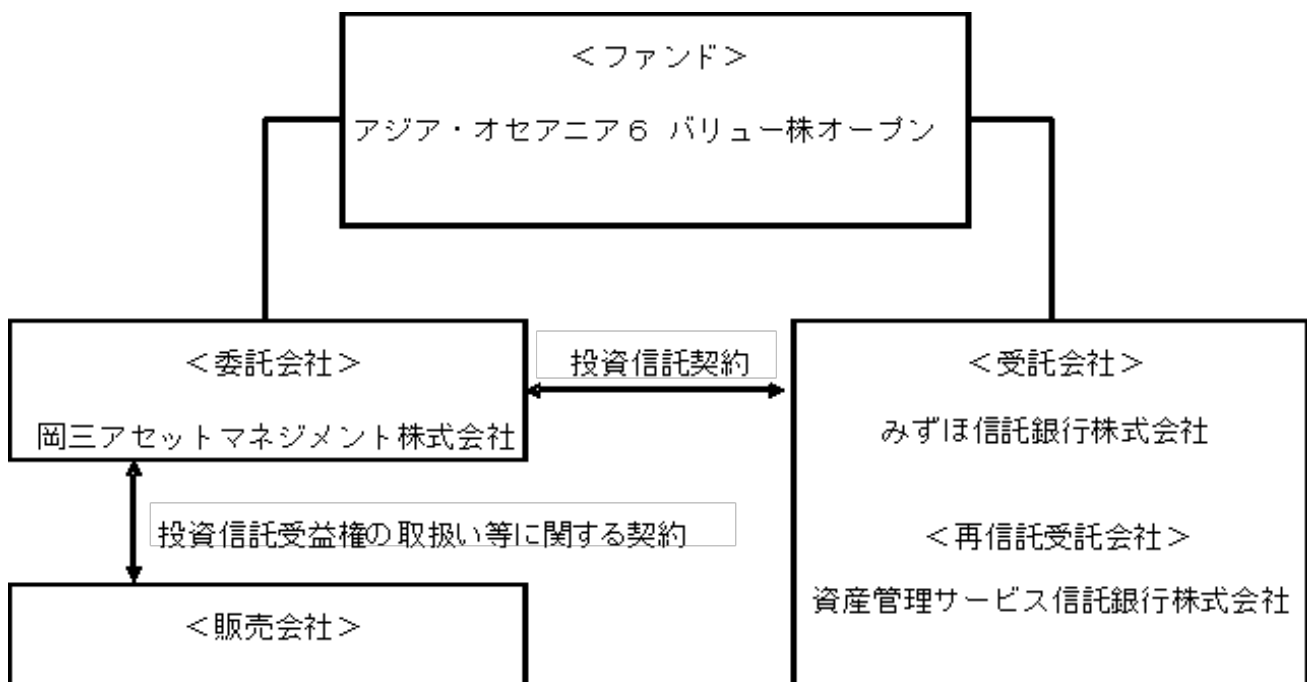 ＜ファンド＞
アジア・オセアニア６ バリュー株オープン
＜委託会社＞
岡三アセットマネジメント株式会社
投資信託契約
＜受託会社＞
みずほ信託銀行株式会社
＜再信託受託会社＞
資産管理サービス信託銀行株式会社
投資信託受益権の取扱い等に関する契約
＜販売会社＞